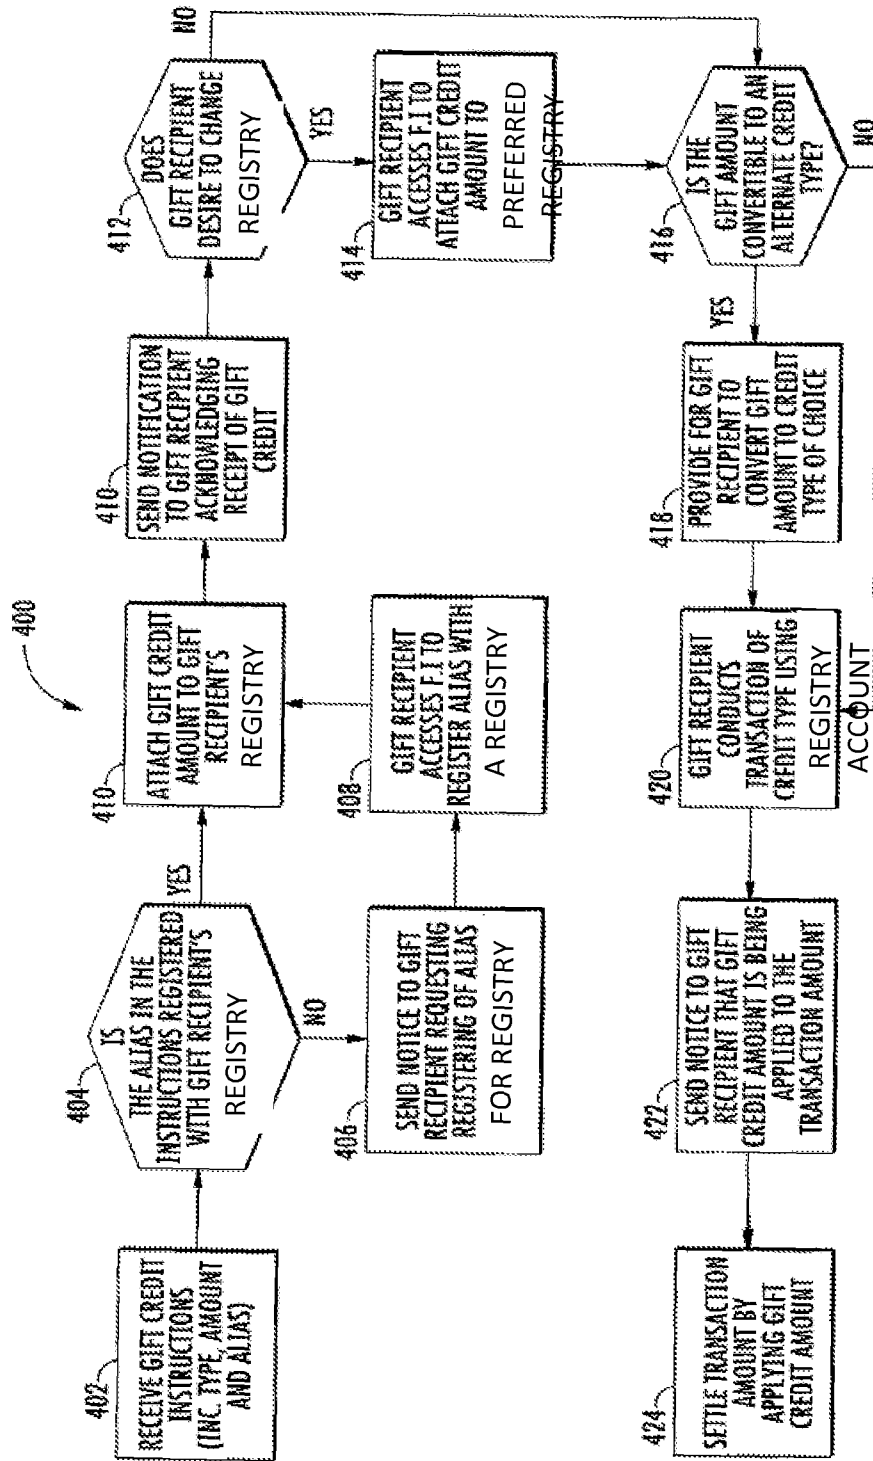 400
402
RECEIVE GIFT CREDIT
INSTRUCTIONS
(INC. TYPE, AMOUNT
AND ALIAS)
404
IS
THE ALIAS IN THE
INSTRUCTIONS REGISTERED
WITH GIFT RECIPIENT'S
REGISTRY
YES
NO
406
SEND NOTICE TO GIFT
RECIPIENT REQUESTING
REGISTERING OF ALIAS
FOR REGISTRY
408
GIFT RECIPIENT
ACCESSES F.I TO
REGISTER ALIAS WITH
A REGISTRY
410
ATTACH GIFT CREDIT
AMOUNT TO GIFT
RECIPIENT'S
REGISTRY
410
SEND NOTIFICATION
TO GIFT RECIPIENT
ACKNOWLEDGING
RECEIPT OF GIFT
CREDIT
412
DOES
GIFT RECIPIENT
DESIRE TO CHANGE
REGISTRY
NO
YES
414
GIFT RECIPIENT
ACCESSES F.I TO
ATTACH GIFT CREDIT
AMOUNT TO
PREFERRED
REGISTRY
416
IS THE
GIFT AMOUNT
CONVERTIBLE TO AN
ALTERNATE CREDIT
TYPE?
NO
YES
418
PROVIDE FOR GIFT
RECIPIENT TO
CONVERT GIFT
AMOUNT TO CREDIT
TYPE OF CHOICE
420
GIFT RECIPIENT
CONDUCTS
TRANSACTION OF
CREDIT TYPE USING
REGISTRY
ACCOUNT
422
SEND NOTICE TO GIFT
RECIPIENT THAT GIFT
CREDIT AMOUNT IS BEING
APPLIED TO THE
TRANSACTION AMOUNT
424
SETTLE TRANSACTION
AMOUNT BY
APPLYING GIFT
CREDIT AMOUNT